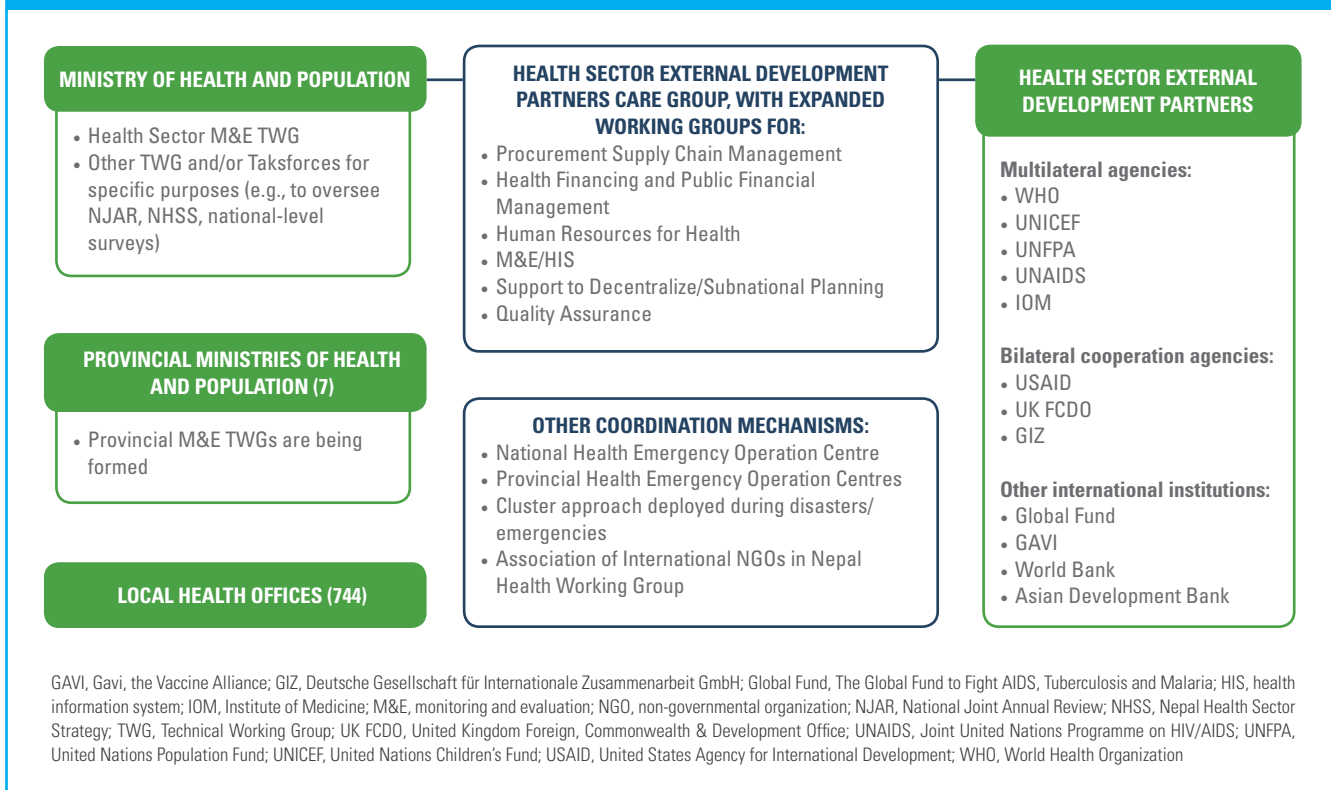 MINISTRY OF HEALTH AND POPULATION
• Health Sector M&E TWG
• Other TWG and/or Taksforces for
specific purposes (e.g., to oversee
NJAR, NHSS, national-level
surveys)
PROVINCIAL MINISTRIES OF HEALTH
AND POPULATION (7)
• Provincial M&E TWGs are being
formed
LOCAL HEALTH OFFICES (744)
HEALTH SECTOR EXTERNAL DEVELOPMENT
PARTNERS CARE GROUP, WITH EXPANDED
WORKING GROUPS FOR:
• Procurement Supply Chain Management
• Health Financing and Public Financial
Management
• Human Resources for Health
• M&E/HIS
• Support to Decentralize/Subnational Planning
• Quality Assurance
OTHER COORDINATION MECHANISMS:
• National Health Emergency Operation Centre
• Provincial Health Emergency Operation Centres
• Cluster approach deployed during disasters/
emergencies
• Association of International NGOs in Nepal
Health Working Group
HEALTH SECTOR EXTERNAL
DEVELOPMENT PARTNERS
Multilateral agencies:
• WHO
• UNICEF
• UNFPA
• UNAIDS
• IOM
Bilateral cooperation agencies:
• USAID
• UK FCDO
• GIZ
Other international institutions:
• Global Fund
• GAVI
• World Bank
• Asian Development Bank
GAVI, Gavi, the Vaccine Alliance; GIZ, Deutsche Gesellschaft für Internationale Zusammenarbeit GmbH; Global Fund, The Global Fund to Fight AIDS, Tuberculosis and Malaria; HIS, health
information system; IOM, Institute of Medicine; M&E, monitoring and evaluation; NGO, non-governmental organization; NJAR, National Joint Annual Review; NHSS, Nepal Health Sector
Strategy; TWG, Technical Working Group; UK FCDO, United Kingdom Foreign, Commonwealth & Development Office; UNAIDS, Joint United Nations Programme on HIV/AIDS; UNFPA,
United Nations Population Fund; UNICEF, United Nations Children's Fund; USAID, United States Agency for International Development; WHO, World Health Organization